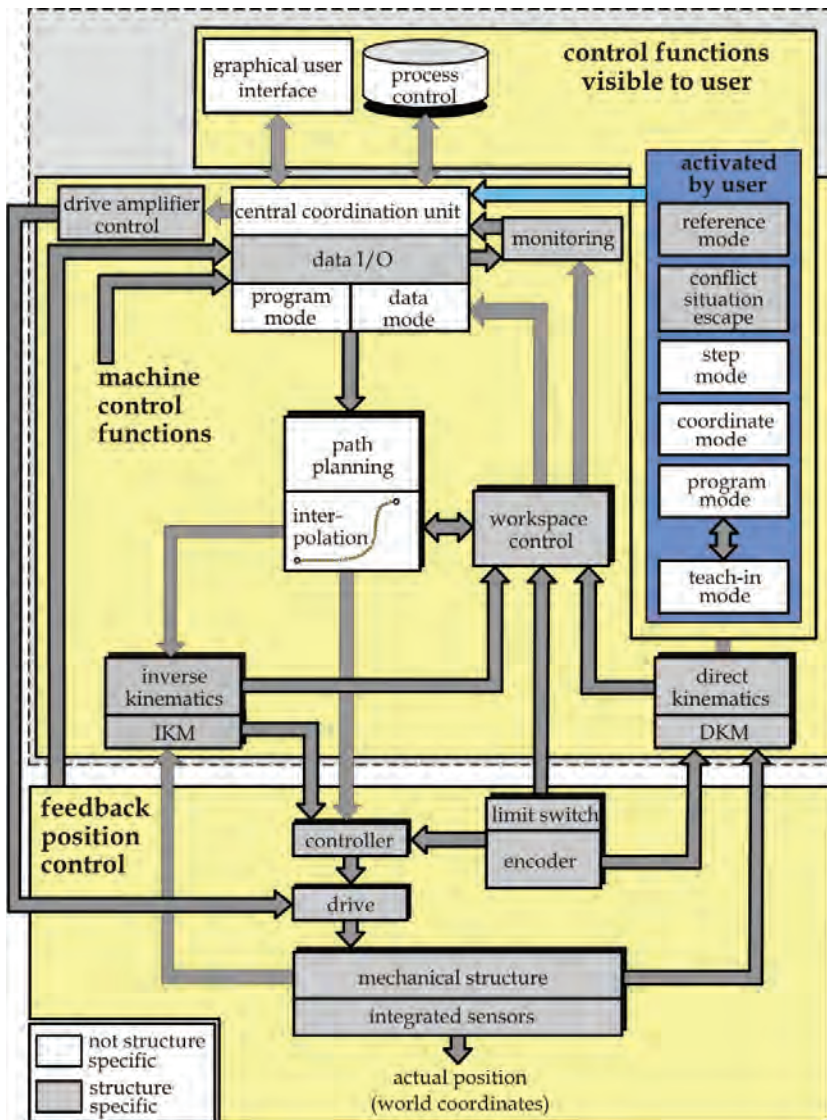 control functions
visible to user
graphical user
interface
process
control
activated
by user
drive amplifier
control
central coordination unit
monitoring
data I/O
program
mode
data
mode
reference
mode
conflict
situation
escape
step
mode
coordinate
mode
program
mode
teach-in
mode
machine
control
functions
path
planning
inter-
polation
workspace
control
inverse
kinematics
IKM
direct
kinematics
DKM
feedback
position
control
limit switch
encoder
controller
drive
mechanical structure
integrated sensors
actual position
(world coordinates)
not structure
specific
structure
specific